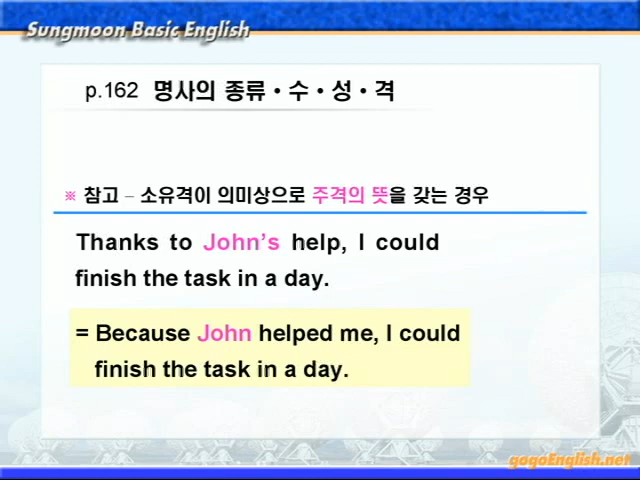 Sungmoon Basic English
p.162 명사의 종류 • 수 • 성 • 격
※ 참고 – 소유격이 의미상으로 주격의 뜻을 갖는 경우
Thanks to John's help, I could
finish the task in a day.
= Because John helped me, I could
finish the task in a day.
gogoEnglish.net